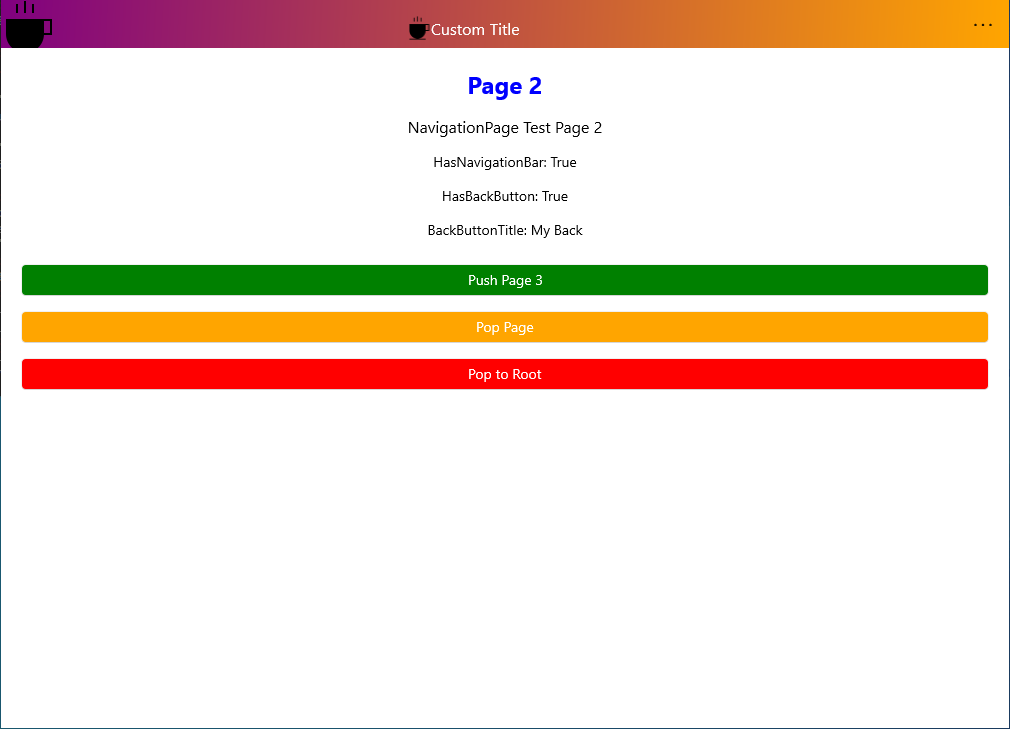 Custom Title
...
Page 2
NavigationPage Test Page 2
HasNavigationBar: True
HasBackButton: True
BackButtonTitle: My Back
Push Page 3
Pop Page
Pop to Root